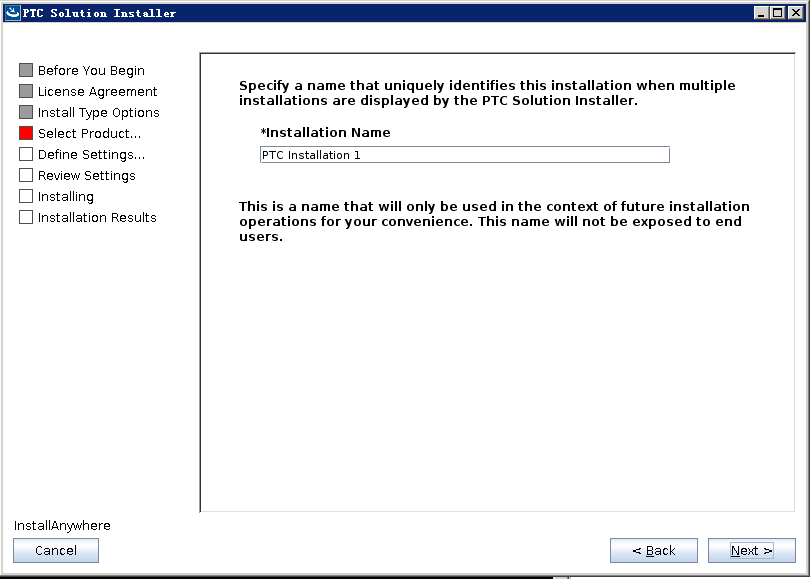 PTC Solution Installer
Before You Begin
License Agreement
Install Type Options
Select Product...
Define Settings...
Review Settings
Installing
Installation Results
Specify a name that uniquely identifies this installation when multiple
installations are displayed by the PTC Solution Installer.
*Installation Name
PTC Installation 1
This is a name that will only be used in the context of future installation
operations for your convenience. This name will not be exposed to end
users.
InstallAnywhere
Cancel
< Back
Next >